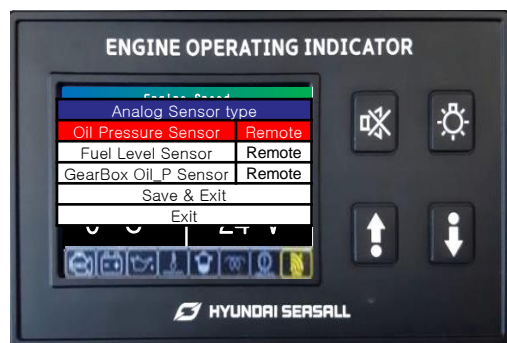 ENGINE OPERATING INDICATOR
Analog Sensor type
Oil Pressure Sensor Remote
Fuel Level Sensor Remote
GearBox Oil_P Sensor Remote
Save & Exit
Exit
HYUNDAI SEASALL